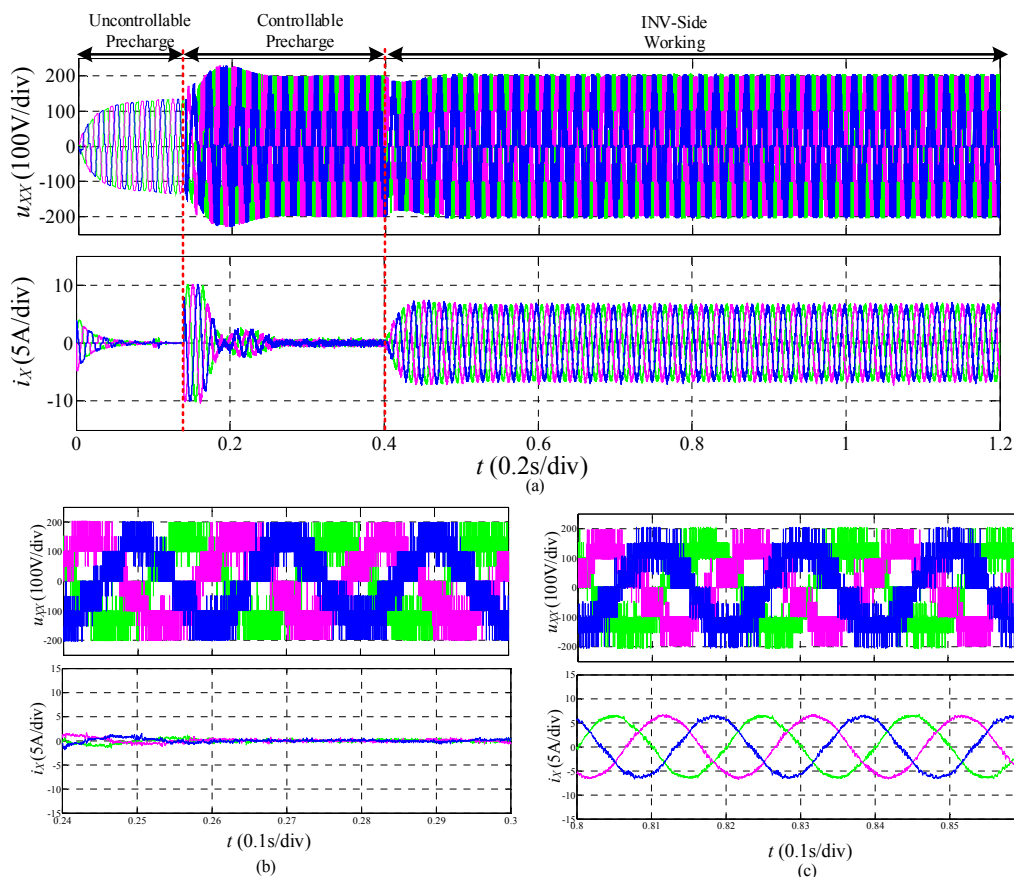 Uncontrollable Precharge
Controllable Precharge
INV-Side Working
u_XX (100V/div)
200
100
0
-100
-200
i_X (5A/div)
10
0
-10
0 0.2 0.4 0.6 0.8 1 1.2
t (0.2s/div)
(a)
u_XX (100V/div)
200
100
0
-100
-200
i_X (5A/div)
15
10
5
0
-5
-10
-15
0.24 0.25 0.26 0.27 0.28 0.29 0.3
t (0.1s/div)
(b)
u_XX (100V/div)
200
100
0
-100
-200
i_X (5A/div)
15
10
5
0
-5
-10
-15
0.8 0.81 0.82 0.83 0.84 0.85
t (0.1s/div)
(c)